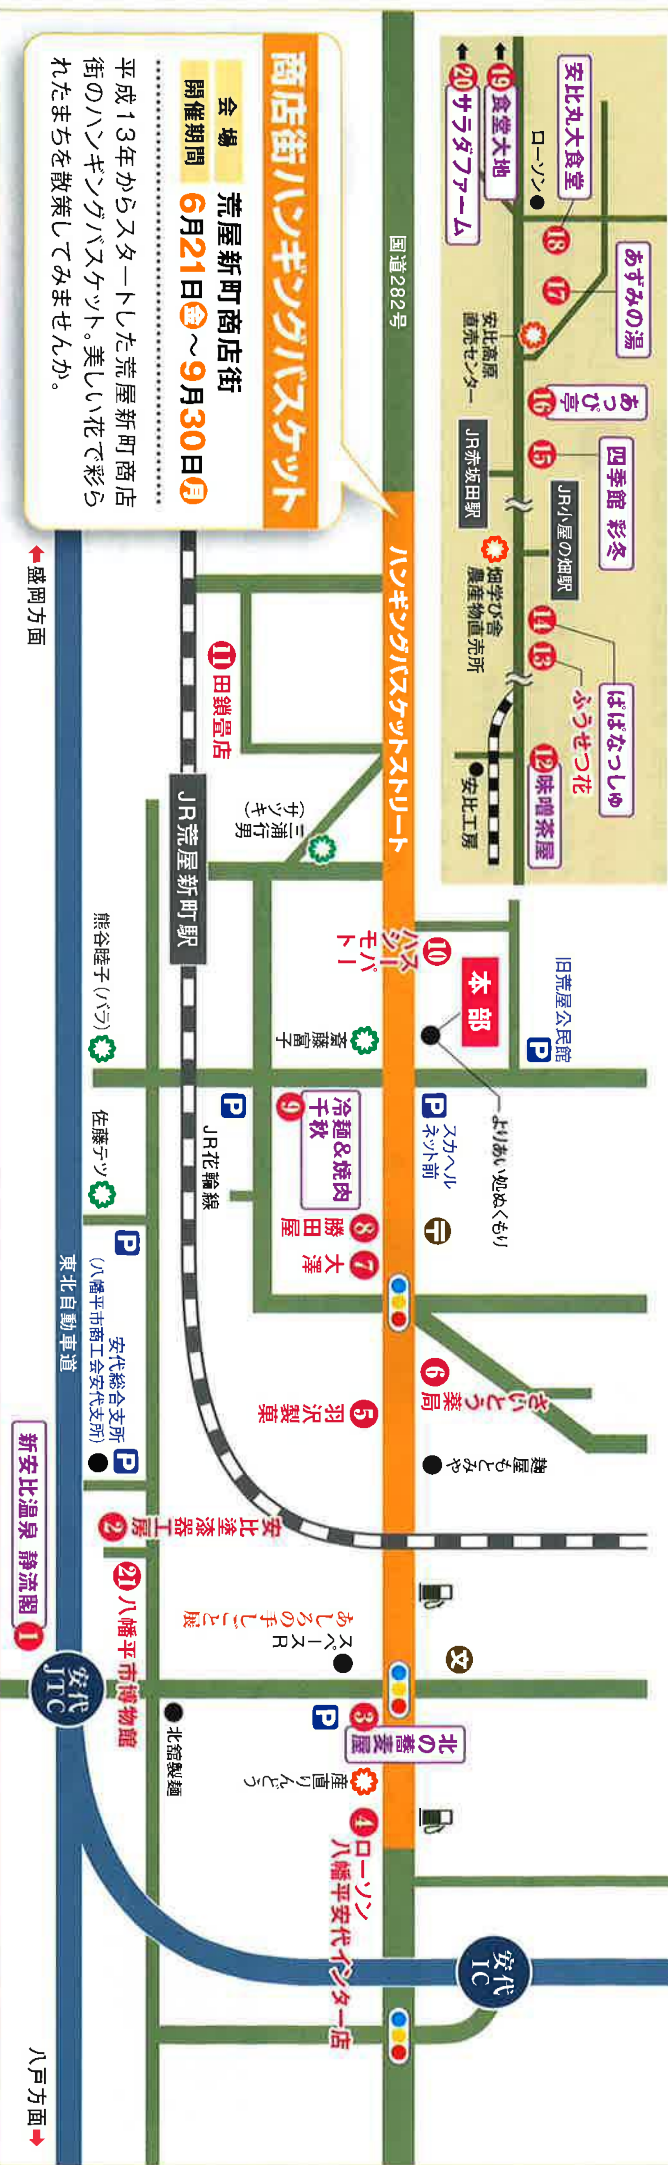 商店街ハンギングバスケット
会場 荒屋新町商店街
開催期間 6月21日金～9月30日月
平成13年からスタートした荒屋新町商店
街のハンギングバスケット。美しい花で彩ら
れたまちを散策してみませんか。
安比丸大食堂
18
あずみの湯
17
あっぴ亭
16
四季館 彩冬
15
JR小屋の畑駅
14
ぱぱなっしゅ
13
ふうせつ花
12味噌茶屋
ローソン
19食堂大地
20サラダファーム
安比高原
直売センター
JR赤坂田駅
畑学び舎
農産物直売所
安比工房
国道282号
ハンギングバスケットストリート
旧荒屋公民館
P
本部
よりあい処ぬくもり
10
スーパー
ハシモト
P
スカヘル
ネット前
〒
6
さいとう薬局
麹屋もとみや
文
安代
IC
11田鎖畳店
三浦行男
（サツキ）
斎藤富子
9
冷麺&焼肉
千秋
P
8勝田屋
7大澤
5羽沢製菓
JR荒屋新町駅
JR花輪線
2安比塗漆器工房
あしろの手しごと展
スペースR
3北の蕎麦屋
P
産直りんどう
4ローソン
八幡平安代インター店
北舘製麺
21八幡平市博物館
熊谷睦子（バラ）
佐藤テツ
P
安代総合支所
（八幡平市商工会安代支所）
P
東北自動車道
新安比温泉 静流閣 1
安代
JTC
←盛岡方面
八戸方面→